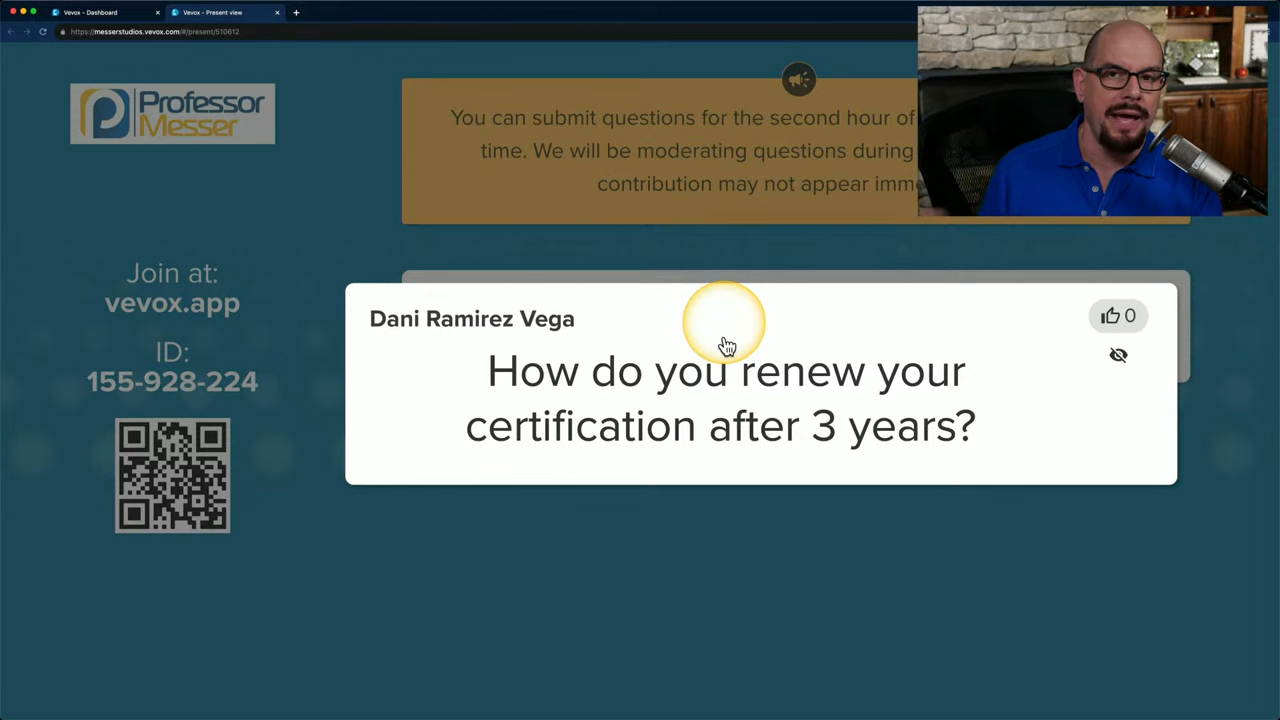 Vevox - Dashboard
Vevox - Present view
https://messerstudios.vevox.com/#/present/510612
Professor
Messer
You can submit questions for the second hour of
time. We will be moderating questions during
contribution may not appear imm
Join at:
vevox.app
ID:
155-928-224
Dani Ramirez Vega
0
How do you renew your
certification after 3 years?